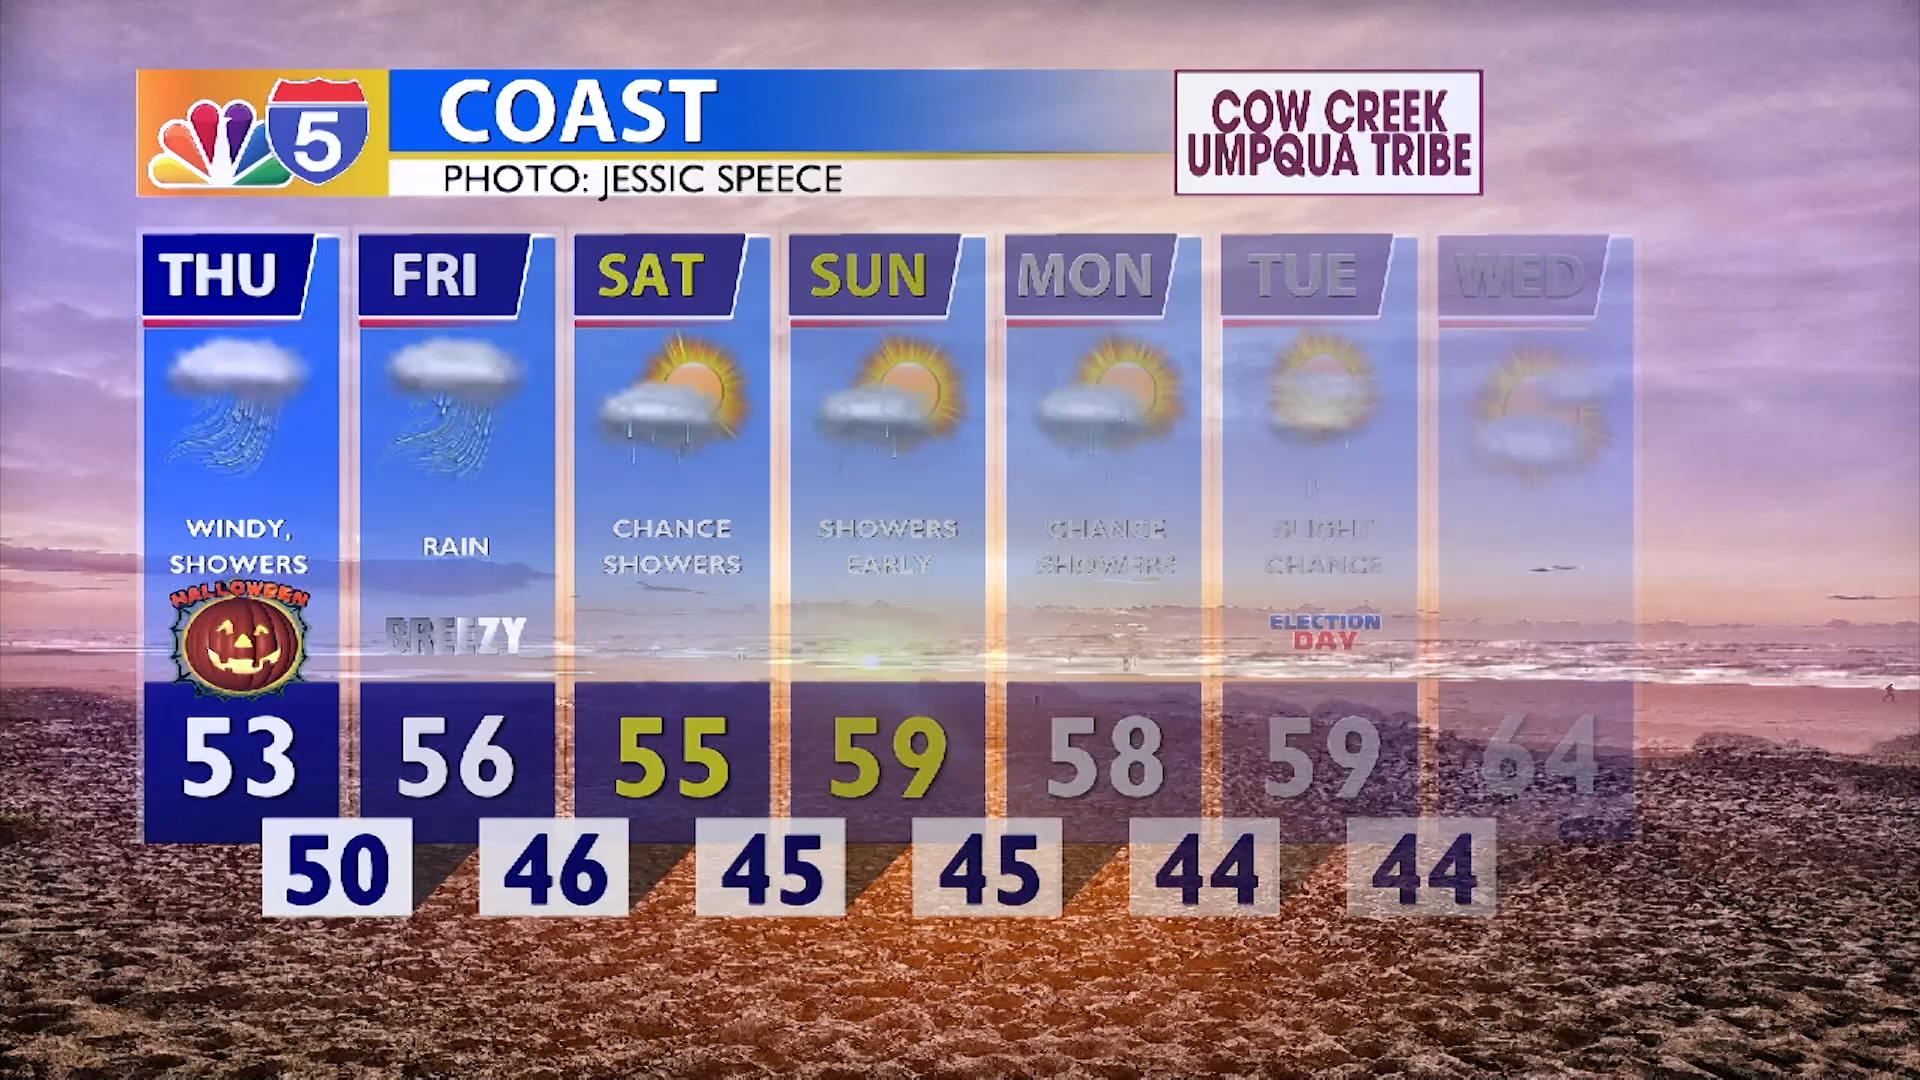 5
COAST
PHOTO: JESSIC SPEECE
COW CREEK
UMPQUA TRIBE
THU
FRI
SAT
SUN
MON
TUE
WED
WINDY,
SHOWERS
RAIN
CHANCE
SHOWERS
SHOWERS
EARLY
CHANCE
SHOWERS
SLIGHT
CHANCE
HALLOWEEN
BREEZY
ELECTION
DAY
53
56
55
59
58
59
64
50
46
45
45
44
44